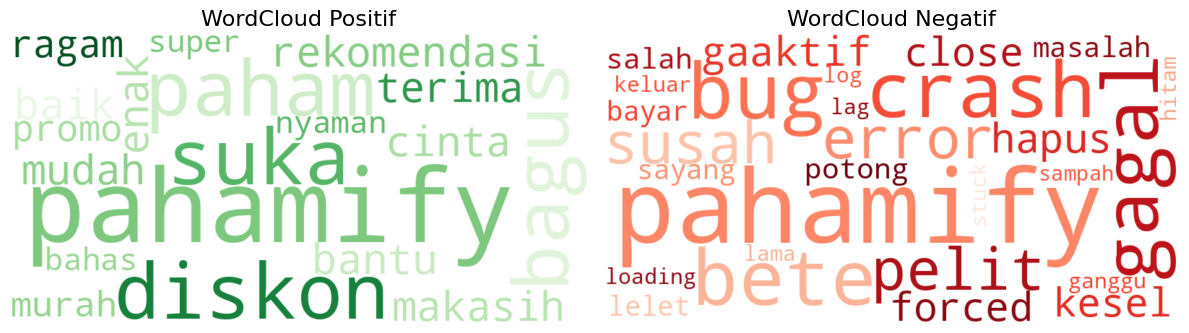 WordCloud Positif
ragam super rekomendasi
paham terima
baik enak bagus
promo nyaman cinta
mudah suka
pahamify
bahas bantu
murah diskon makasih
WordCloud Negatif
salah gaaktif close masalah
keluar bug log crash hitam
bayar lag gagal
susah error hapus
sayang potong sampah
pahamify stuck
lama
loading bete pelit ganggu
lelet forced kesel